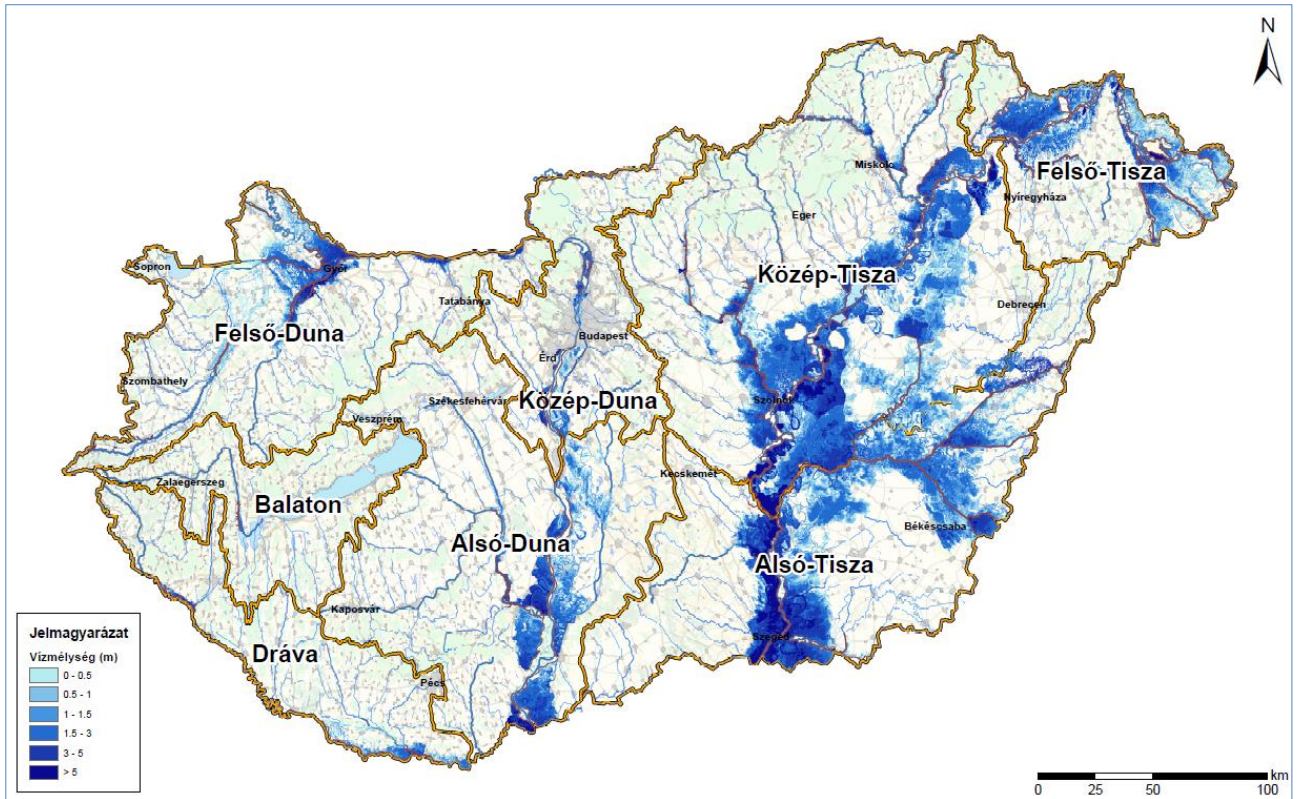 N
Miskolc
Felső-Tisza
Nyíregyháza
Eger
Sopron
Győr
Közép-Tisza
Debrecen
Tatabánya
Felső-Duna
Budapest
Érd
Szombathely
Székesfehérvár
Közép-Duna
Szolnok
Veszprém
Kecskemét
Zalaegerszeg
Balaton
Békéscsaba
Alsó-Duna
Alsó-Tisza
Kaposvár
Szeged
Dráva
Pécs
Jelmagyarázat
Vízmélység (m)
0 - 0.5
0.5 - 1
1 - 1.5
1.5 - 3
3 - 5
> 5
km
0 25 50 100